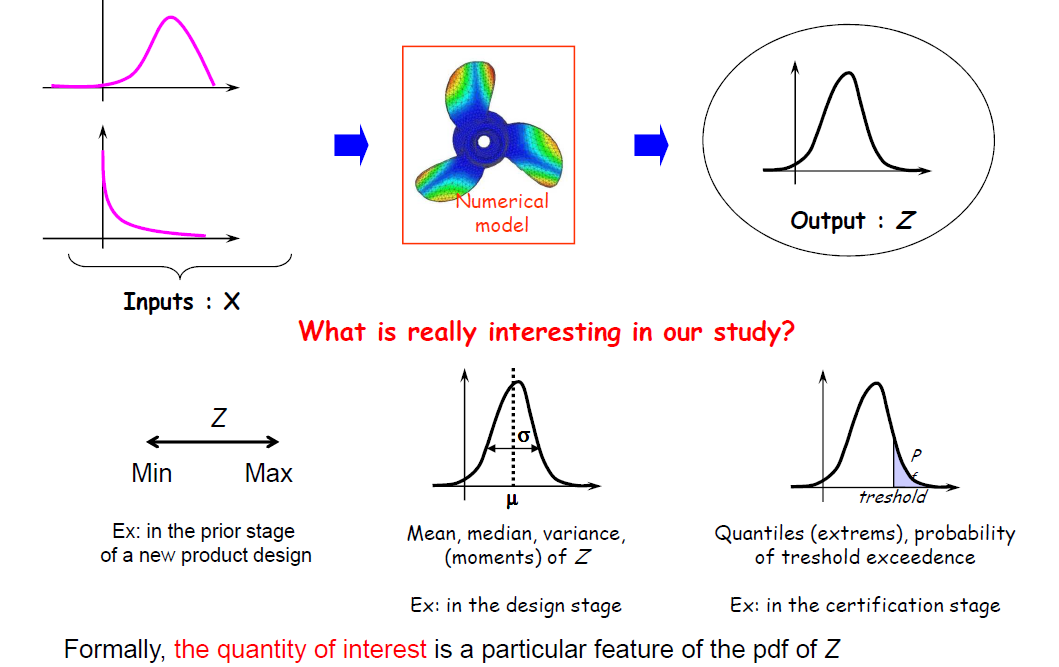 Numerical
model
Output : Z
Inputs : X
What is really interesting in our study?
Z
Min Max
Ex: in the prior stage
of a new product design
σ
μ
Mean, median, variance,
(moments) of Z
Ex: in the design stage
P
f
treshold
Quantiles (extrems), probability
of treshold exceedence
Ex: in the certification stage
Formally, the quantity of interest is a particular feature of the pdf of Z